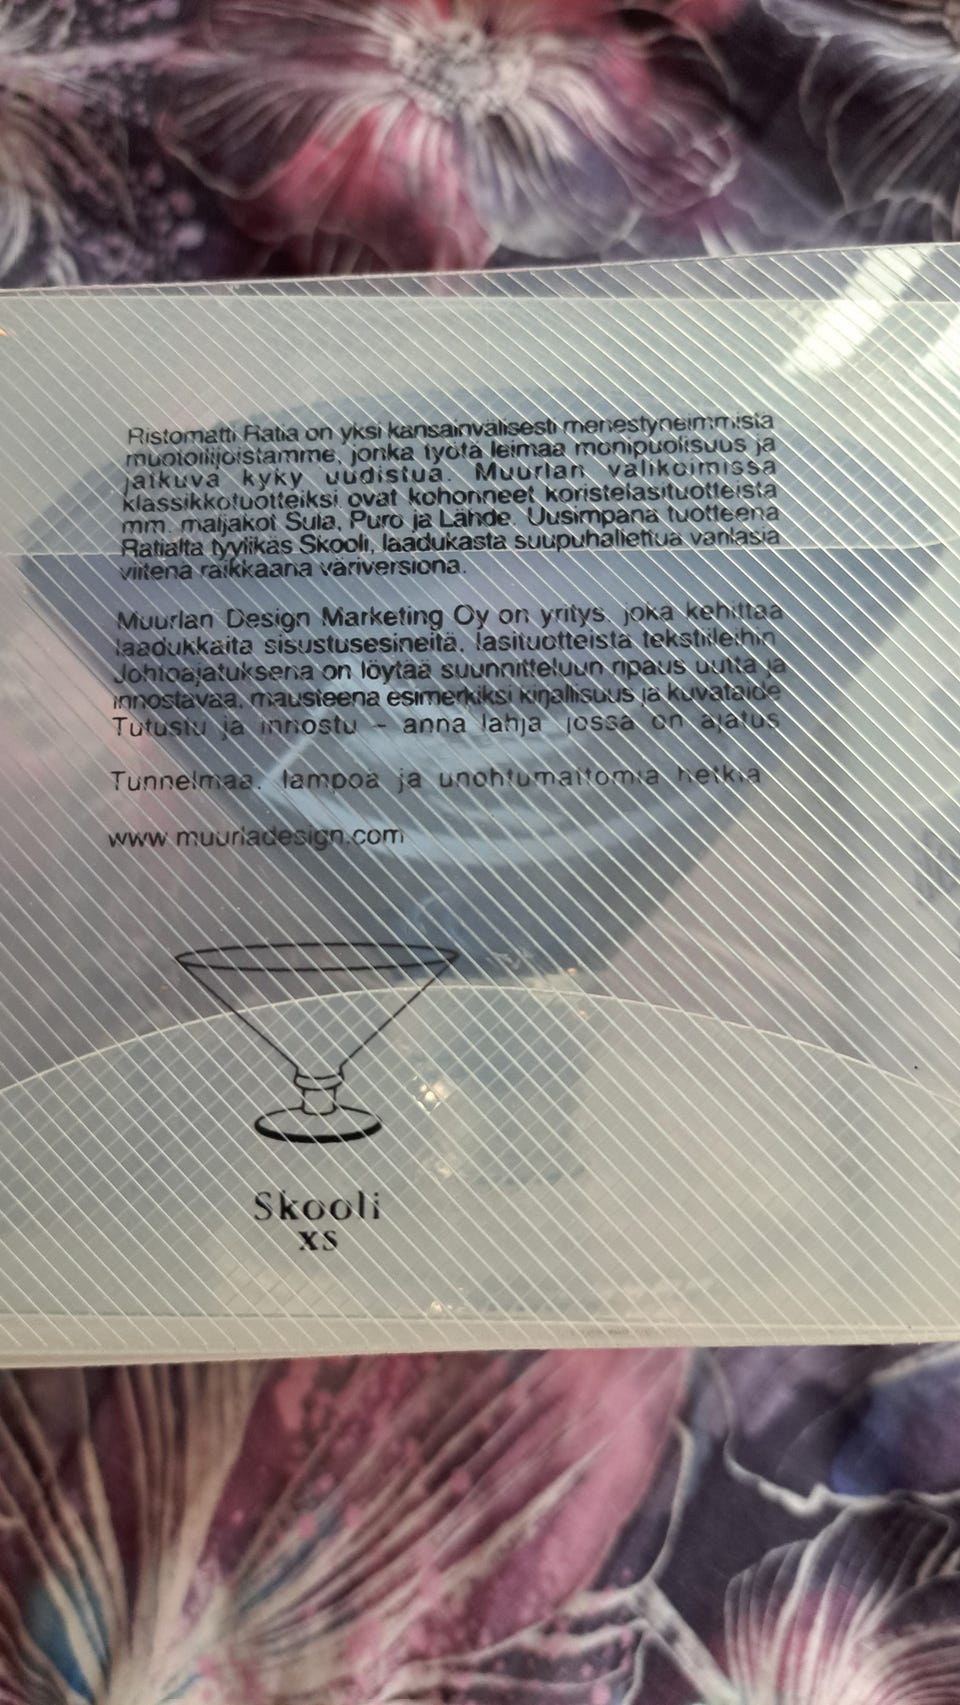 Ristomatti Ratia on yksi kansainvälisesti menestyneimmistä
muotoilijoistamme, jonka työtä leimaa monipuolisuus ja
jatkuva kyky uudistua. Muurlan valikoimissa
klassikkotuotteiksi ovat kohonneet koristelasituotteista
mm. maljakot Sula, Puro ja Lähde. Uusimpana tuotteena
Ratialta tyylikäs Skooli, laadukasta suupuhallettua varilasia
viitenä raikkaana väriversiona.
Muurlan Design Marketing Oy on yritys, joka kehittää
laadukkaita sisustusesineitä, lasituotteista tekstiileihin
Johtoajatuksena on löytää suunnitteluun ripaus uutta ja
innostavaa, mausteena esimerkiksi kirjallisuus ja kuvataide
Tutustu ja innostu – anna lahja jossa on ajatus
Tunnelmaa, lämpöä ja unohtumattomia hetkiä
www.muurladesign.com
Skooli
XS